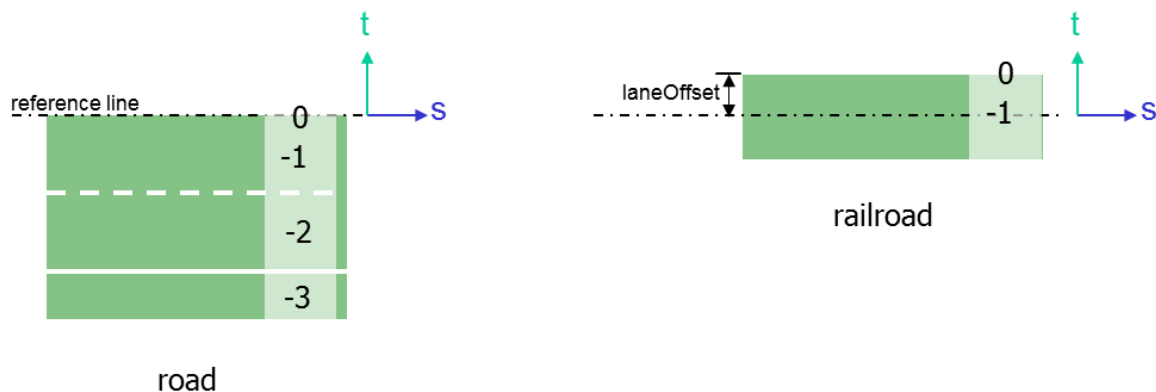 t
reference line
s
0
-1
-2
-3
road
t
0
laneOffset
-1
s
railroad